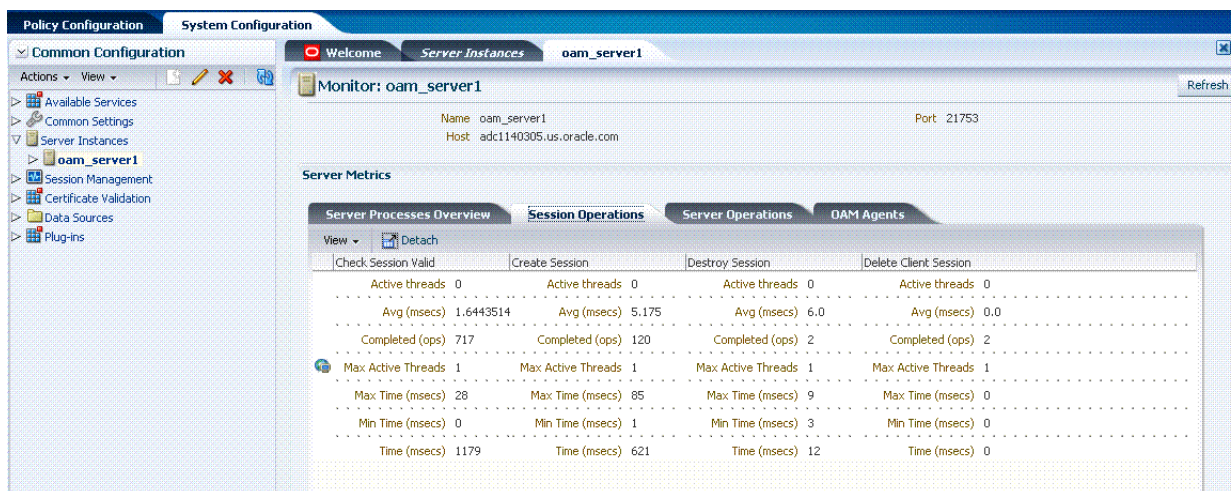 Policy Configuration System Configuration
Common Configuration
Actions View
Available Services
Common Settings
Server Instances
oam_server1
Session Management
Certificate Validation
Data Sources
Plug-ins
Welcome Server Instances oam_server1
Monitor: oam_server1 Refresh
Name oam_server1 Port 21753
Host adc1140305.us.oracle.com
Server Metrics
Server Processes Overview Session Operations Server Operations OAM Agents
View Detach
Check Session Valid Create Session Destroy Session Delete Client Session
Active threads 0 Active threads 0 Active threads 0 Active threads 0
Avg (msecs) 1.6443514 Avg (msecs) 5.175 Avg (msecs) 6.0 Avg (msecs) 0.0
Completed (ops) 717 Completed (ops) 120 Completed (ops) 2 Completed (ops) 2
Max Active Threads 1 Max Active Threads 1 Max Active Threads 1 Max Active Threads 1
Max Time (msecs) 28 Max Time (msecs) 85 Max Time (msecs) 9 Max Time (msecs) 0
Min Time (msecs) 0 Min Time (msecs) 1 Min Time (msecs) 3 Min Time (msecs) 0
Time (msecs) 1179 Time (msecs) 621 Time (msecs) 12 Time (msecs) 0